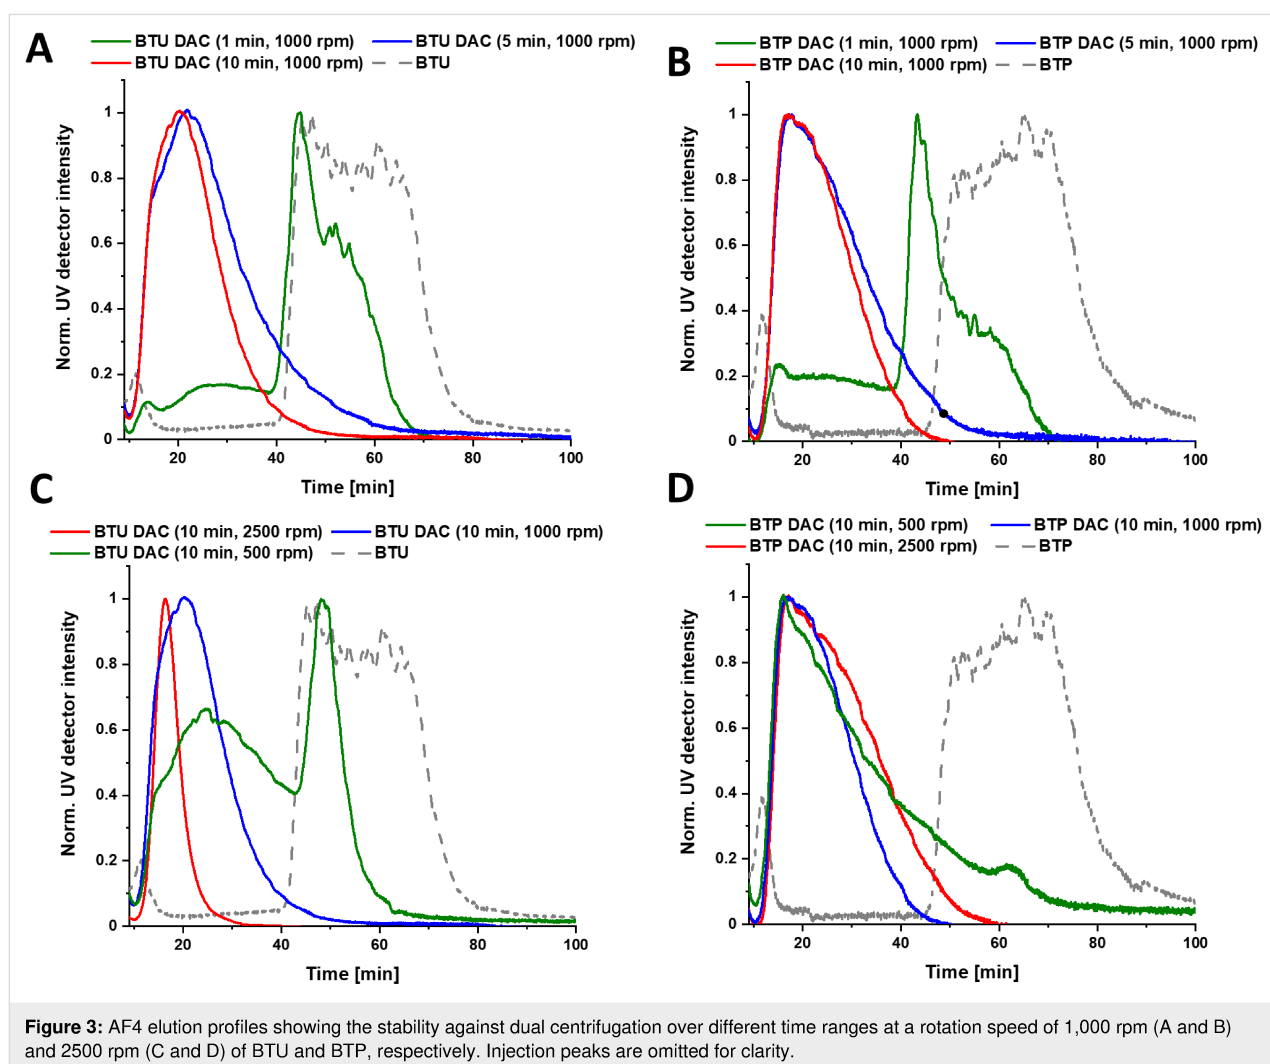 A
BTU DAC (1 min, 1000 rpm) BTU DAC (5 min, 1000 rpm)
BTU DAC (10 min, 1000 rpm) BTU
Norm. UV detector intensity
1
0.8
0.6
0.4
0.2
0
20 40 60 80 100
Time [min]
B
BTP DAC (1 min, 1000 rpm) BTP DAC (5 min, 1000 rpm)
BTP DAC (10 min, 1000 rpm) BTP
Norm. UV detector intensity
1
0.8
0.6
0.4
0.2
0
20 40 60 80 100
Time [min]
C
BTU DAC (10 min, 2500 rpm) BTU DAC (10 min, 1000 rpm)
BTU DAC (10 min, 500 rpm) BTU
Norm. UV detector intensity
1
0.8
0.6
0.4
0.2
0
20 40 60 80 100
Time [min]
D
BTP DAC (10 min, 500 rpm) BTP DAC (10 min, 1000 rpm)
BTP DAC (10 min, 2500 rpm) BTP
Norm. UV detector intensity
1
0.8
0.6
0.4
0.2
0
20 40 60 80 100
Time [min]
Figure 3: AF4 elution profiles showing the stability against dual centrifugation over different time ranges at a rotation speed of 1,000 rpm (A and B)
and 2500 rpm (C and D) of BTU and BTP, respectively. Injection peaks are omitted for clarity.